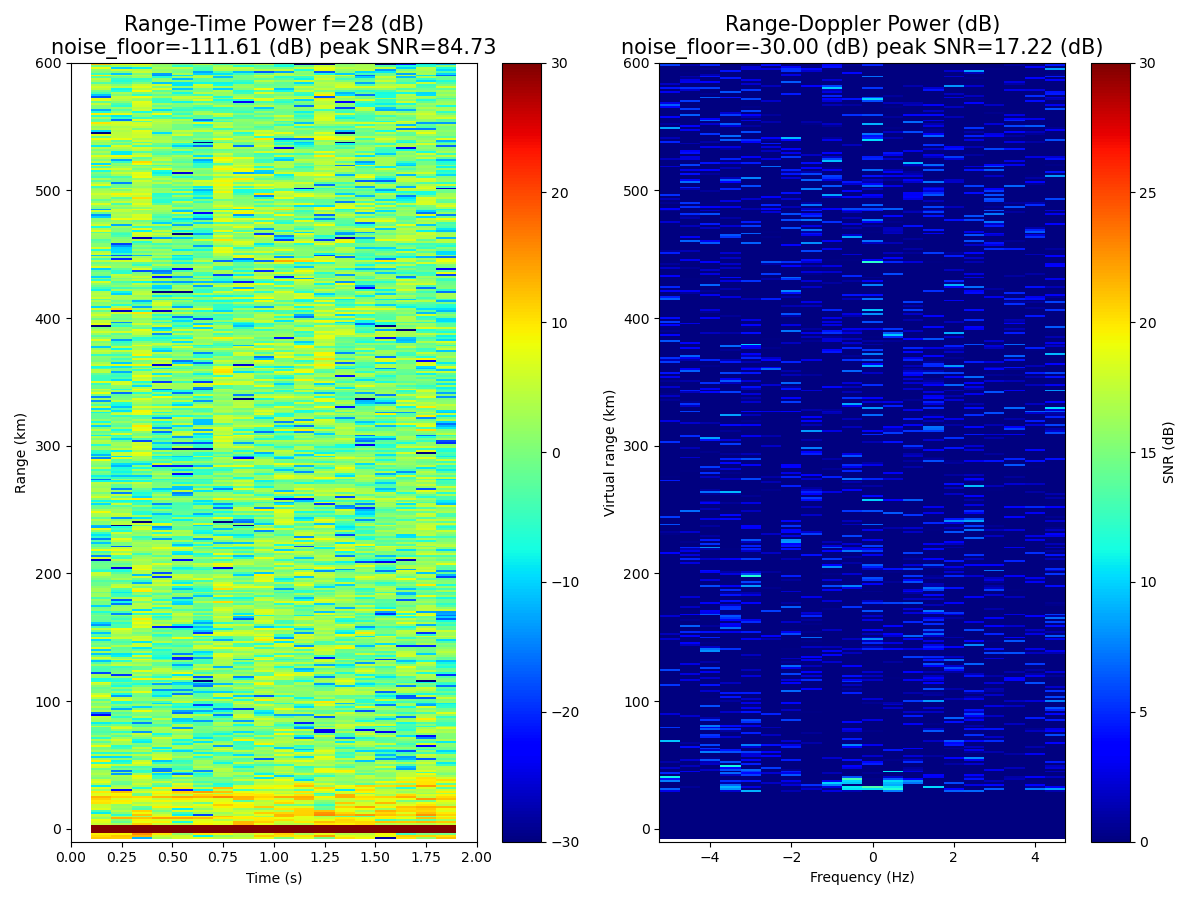 Range-Time Power f=28 (dB)
noise_floor=-111.61 (dB) peak SNR=84.73
Range (km)
600
500
400
300
200
100
0
0.00 0.25 0.50 0.75 1.00 1.25 1.50 1.75 2.00
Time (s)
30
20
10
0
−10
−20
−30
Range-Doppler Power (dB)
noise_floor=-30.00 (dB) peak SNR=17.22 (dB)
Virtual range (km)
600
500
400
300
200
100
0
−4 −2 0 2 4
Frequency (Hz)
30
25
20
15
10
5
0
SNR (dB)